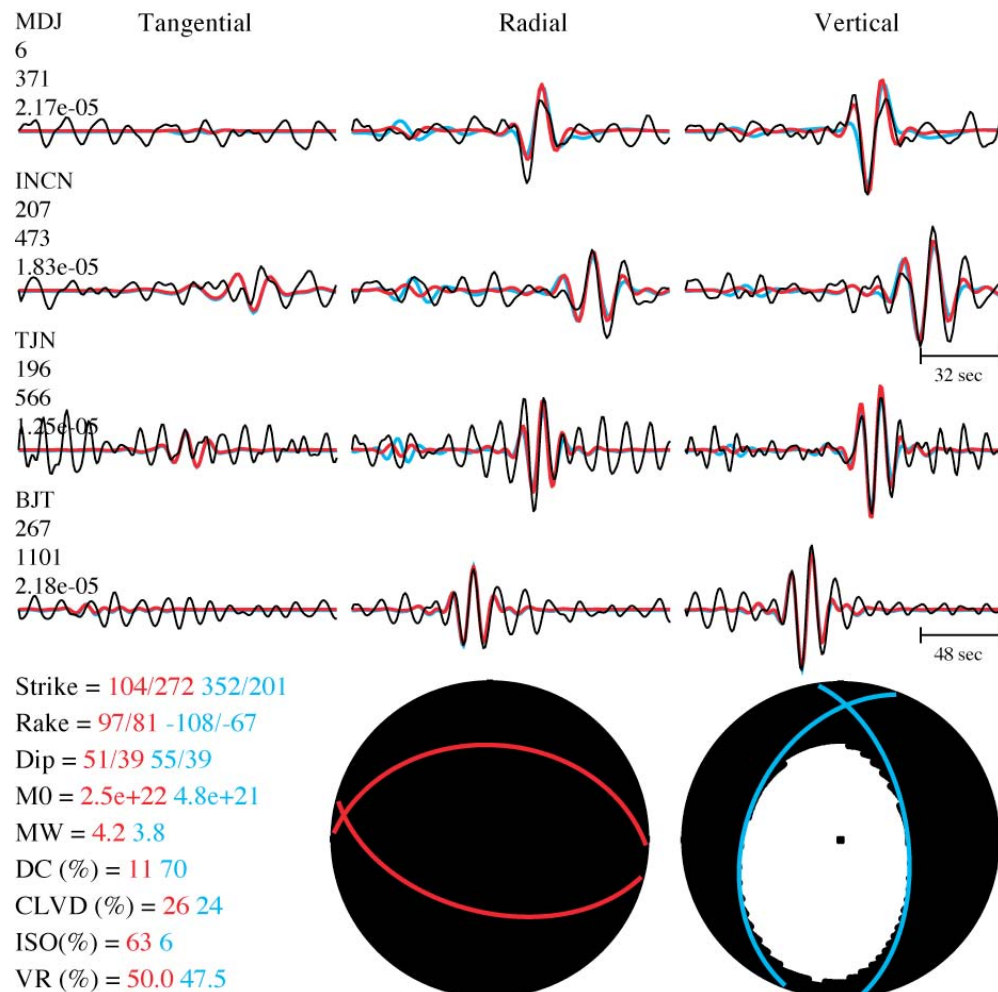 MDJ Tangential Radial Vertical
6
371
2.17e-05
INCN
207
473
1.83e-05
TJN
196
32 sec
566
1.25e-05
BJT
267
1101
2.18e-05
48 sec
Strike = 104/272 352/201
Rake = 97/81 -108/-67
Dip = 51/39 55/39
M0 = 2.5e+22 4.8e+21
MW = 4.2 3.8
DC (%) = 11 70
CLVD (%) = 26 24
ISO(%) = 63 6
VR (%) = 50.0 47.5